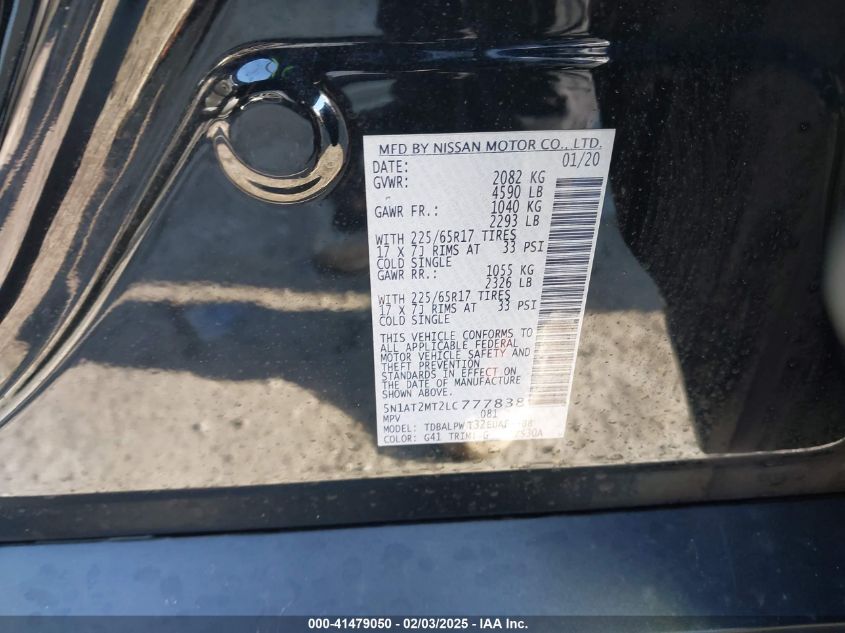 MFD BY NISSAN MOTOR CO., LTD.
DATE: 01/20
GVWR: 2082 KG
4590 LB
GAWR FR.: 1040 KG
2293 LB
WITH 225/65R17 TIRES
17 X 7J RIMS AT 33 PSI
COLD SINGLE
GAWR RR.: 1055 KG
2326 LB
WITH 225/65R17 TIRES
17 X 7J RIMS AT 33 PSI
COLD SINGLE
THIS VEHICLE CONFORMS TO
ALL APPLICABLE FEDERAL
MOTOR VEHICLE SAFETY AND
THEFT PREVENTION
STANDARDS IN EFFECT ON
THE DATE OF MANUFACTURE
SHOWN ABOVE.
5N1AT2MT2LC777838
MPV 081
MODEL:
COLOR: G41 TRIM: G
000-41479050 - 02/03/2025 - IAA Inc.